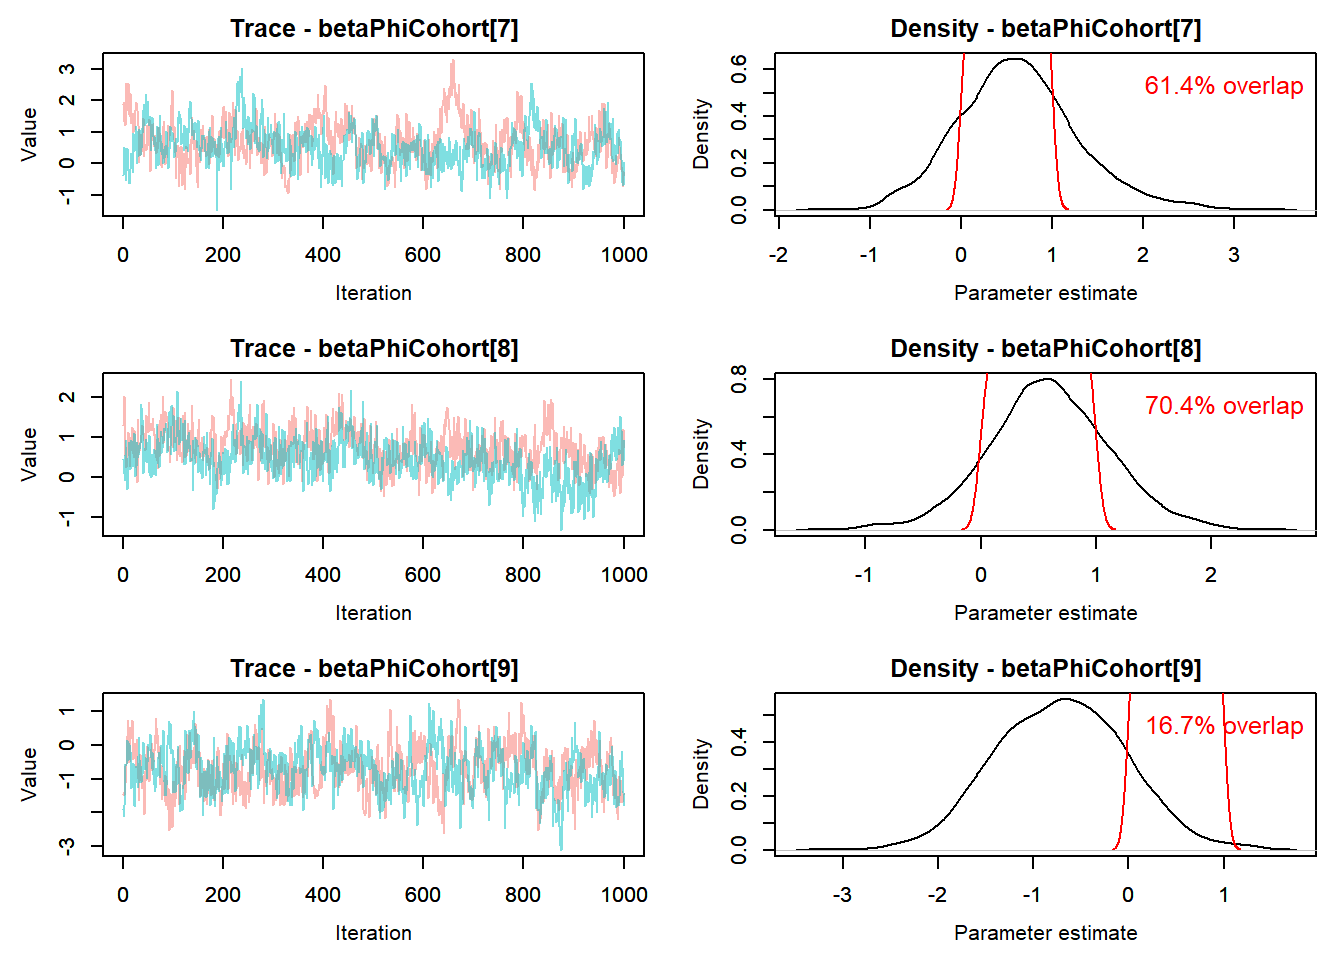 Trace - betaPhiCohort[7]
Value
3
2
1
0
-1
0 200 400 600 800 1000
Iteration
Density - betaPhiCohort[7]
61.4% overlap
Density
0.6
0.4
0.2
0.0
-2 -1 0 1 2 3
Parameter estimate
Trace - betaPhiCohort[8]
Value
2
1
0
-1
0 200 400 600 800 1000
Iteration
Density - betaPhiCohort[8]
70.4% overlap
Density
0.8
0.4
0.0
-1 0 1 2
Parameter estimate
Trace - betaPhiCohort[9]
Value
1
0
-1
-3
0 200 400 600 800 1000
Iteration
Density - betaPhiCohort[9]
16.7% overlap
Density
0.4
0.2
0.0
-3 -2 -1 0 1
Parameter estimate